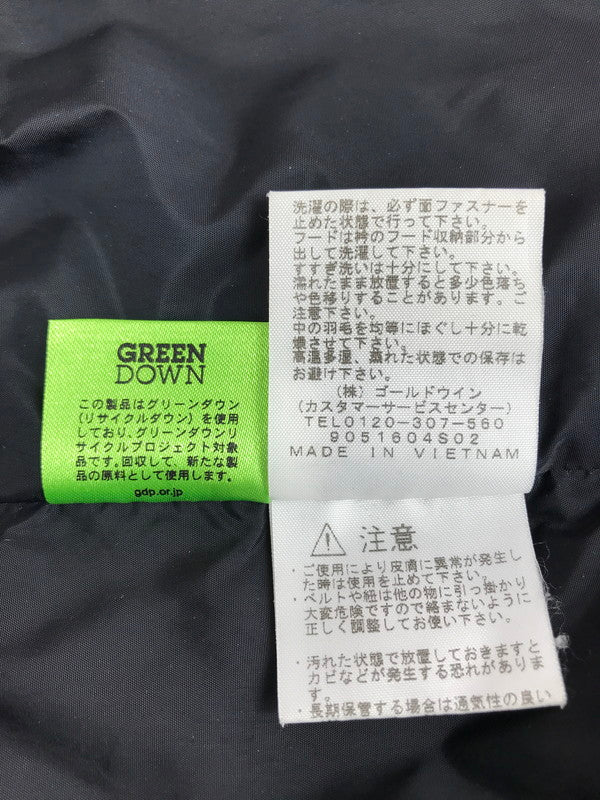 GREEN
DOWN
この製品はグリーンダウン
(リサイクルダウン)を使用
しており、グリーンダウンリ
サイクルプロジェクト対象
品です。回収して、新たな製
品の原料として使用します。
gdp.or.jp
洗濯の際は、必ず面ファスナーを
止めた状態で行って下さい。
フードは衿のフード収納部分から
出して洗濯して下さい。
すすぎ洗いは十分にして下さい。
濡れたまま放置すると多少色落ち
や色移りすることがあります。ご
注意下さい。
中の羽毛を均等にほぐし十分に乾
燥させて下さい。
高温多湿、濡れた状態での保存は
お避け下さい。
(株)ゴールドウイン
(カスタマーサービスセンター)
TEL0120-307-560
9051604S02
MADE IN VIETNAM
注意
・ご使用により皮膚に異常が発生し
た時は使用を止めて下さい。
・ベルトや紐は他の物に引っ掛かり
大変危険ですので絡まないように
正しく調整してお使い下さい。
・汚れた状態で放置しておきますと
カビなどが発生する恐れがありま
す。
・長期保管する場合は通気性の良い